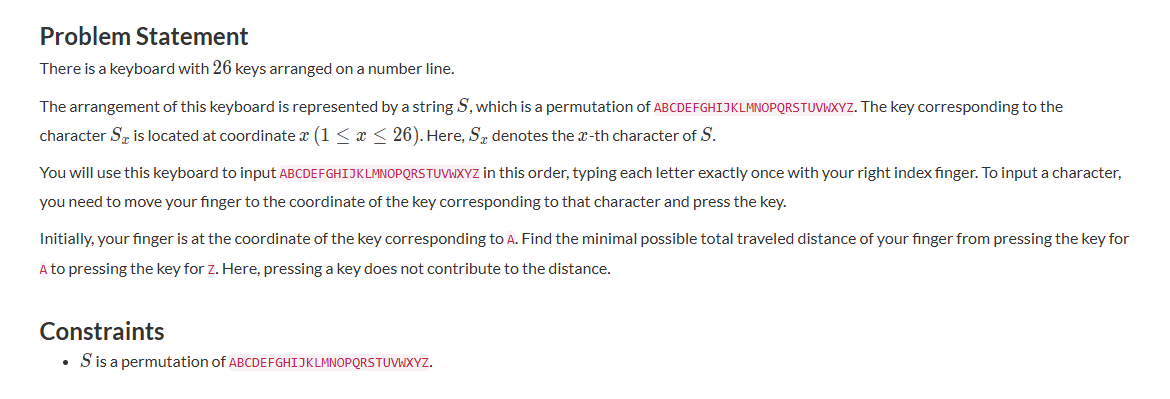 Problem Statement
There is a keyboard with 26 keys arranged on a number line.
The arrangement of this keyboard is represented by a string S, which is a permutation of ABCDEFGHIJKLMNOPQRSTUVWXYZ. The key corresponding to the
character Sₓ is located at coordinate x (1 ≤ x ≤ 26). Here, Sₓ denotes the x-th character of S.
You will use this keyboard to input ABCDEFGHIJKLMNOPQRSTUVWXYZ in this order, typing each letter exactly once with your right index finger. To input a character,
you need to move your finger to the coordinate of the key corresponding to that character and press the key.
Initially, your finger is at the coordinate of the key corresponding to A. Find the minimal possible total traveled distance of your finger from pressing the key for
A to pressing the key for Z. Here, pressing a key does not contribute to the distance.
Constraints
• S is a permutation of ABCDEFGHIJKLMNOPQRSTUVWXYZ.